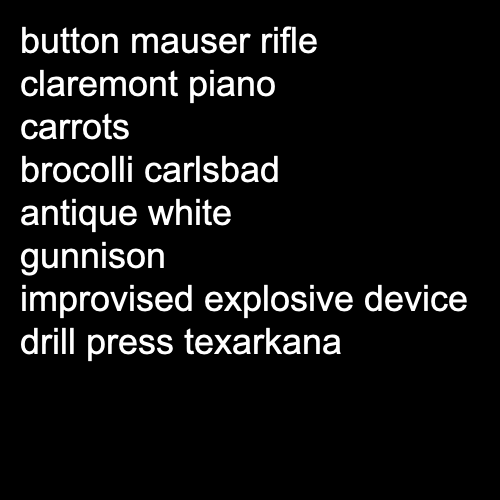 button mauser rifle
claremont piano
carrots
brocolli carlsbad
antique white
gunnison
improvised explosive device
drill press texarkana